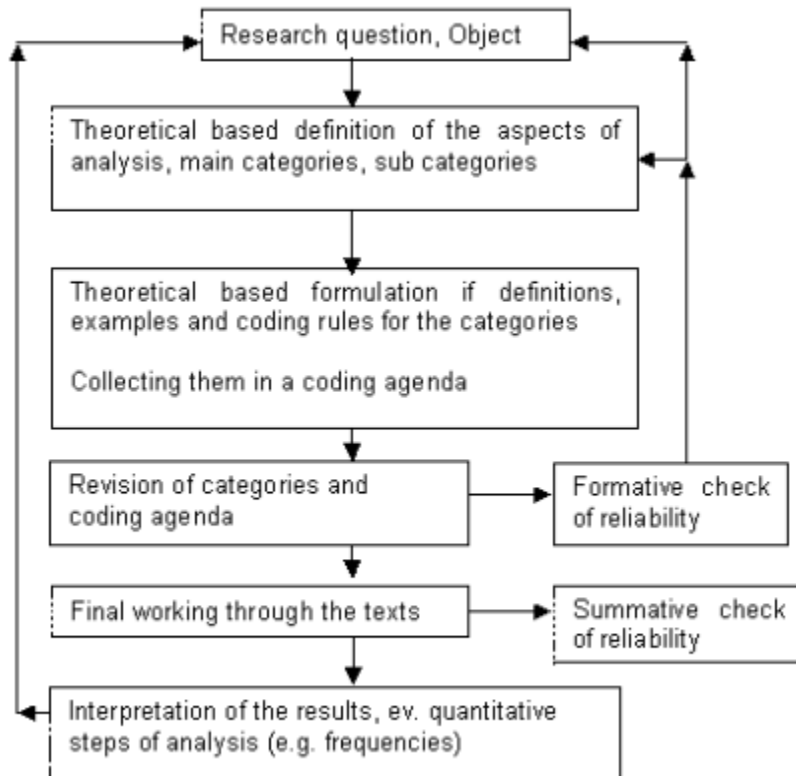 Research question, Object
Theoretical based definition of the aspects of
analysis, main categories, sub categories
Theoretical based formulation if definitions,
examples and coding rules for the categories
Collecting them in a coding agenda
Revision of categories and
coding agenda
Formative check
of reliability
Final working through the texts
Summative check
of reliability
Interpretation of the results, ev. quantitative
steps of analysis (e.g. frequencies)